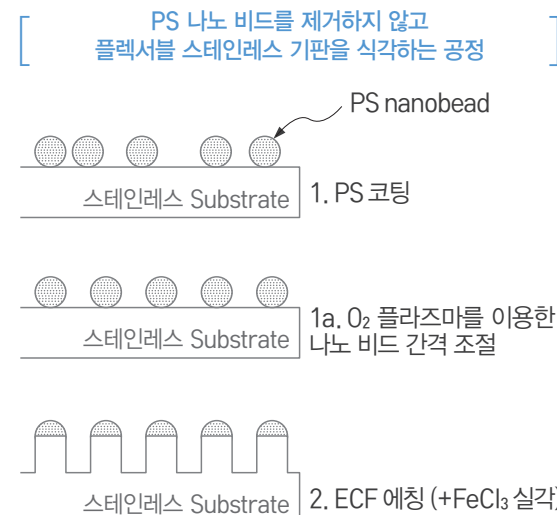 PS 나노 비드를 제거하지 않고
플렉서블 스테인레스 기판을 식각하는 공정
PS nanobead
스테인레스 Substrate
1. PS 코팅
스테인레스 Substrate
1a. O₂ 플라즈마를 이용한
나노 비드 간격 조절
스테인레스 Substrate
2. ECF 에칭 (+FeCl₃ 실각)